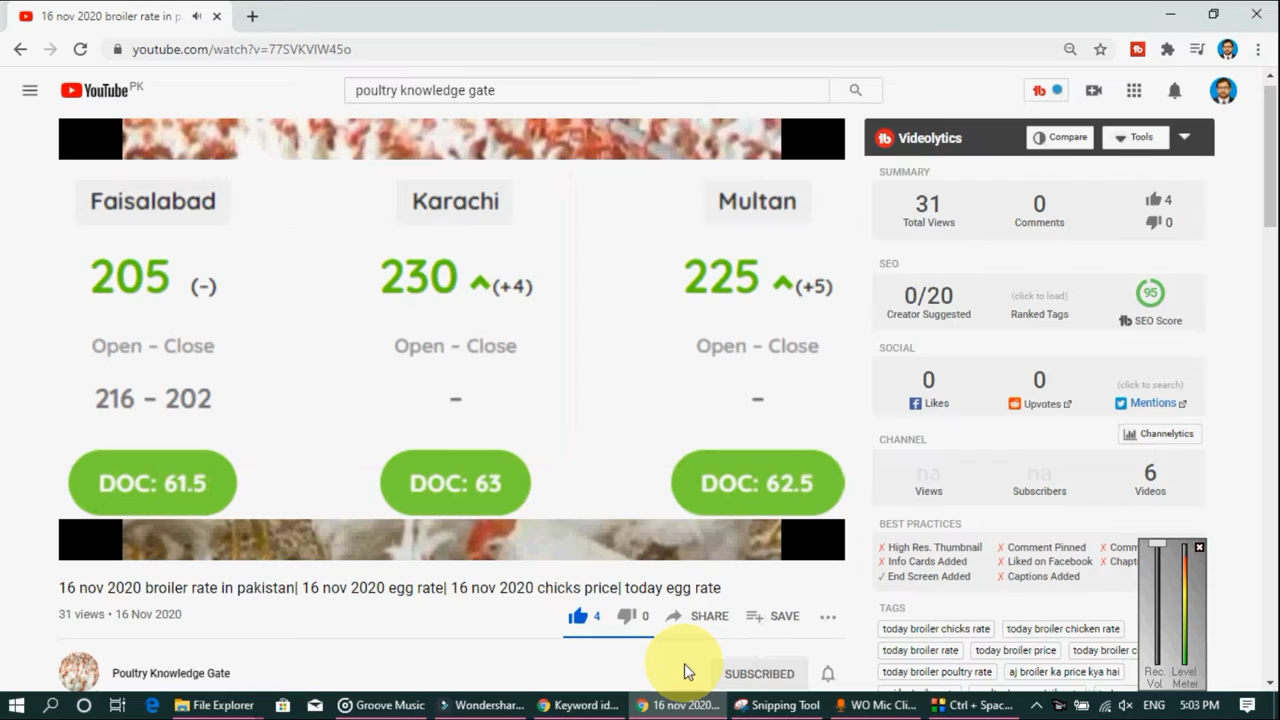 16 nov 2020 broiler rate in p
youtube.com/watch?v=77SVKVIW45o
YouTube PK
poultry knowledge gate
tb
Faisalabad
Karachi
Multan
205 (-)
230 (+4)
225 (+5)
Open - Close
Open - Close
Open - Close
216 - 202
-
-
DOC: 61.5
DOC: 63
DOC: 62.5
16 nov 2020 broiler rate in pakistan| 16 nov 2020 egg rate| 16 nov 2020 chicks price| today egg rate
31 views • 16 Nov 2020
4
0
SHARE
SAVE
Poultry Knowledge Gate
SUBSCRIBED
tb Videolytics
Compare
Tools
SUMMARY
31
0
4
Total Views
Comments
0
SEO
0/20
(click to load)
95
Creator Suggested
Ranked Tags
tb SEO Score
SOCIAL
0
0
(click to search)
Likes
Upvotes
Mentions
CHANNEL
Channelytics
na
na
6
Views
Subscribers
Videos
BEST PRACTICES
✗ High Res. Thumbnail
✗ Comment Pinned
✗ Comm
✗ Info Cards Added
✗ Liked on Facebook
✗ Chapt
✓ End Screen Added
✗ Captions Added
TAGS
today broiler chicks rate
today broiler chicken rate
today broiler rate
today broiler price
today broiler c
today broiler poultry rate
aj broiler ka price kya hai
Rec. Vol.
Level Meter
File Explorer
Groove Music
Wondershar...
Keyword id...
16 nov 2020...
Snipping Tool
WO Mic Cli...
Ctrl + Spac...
5:03 PM